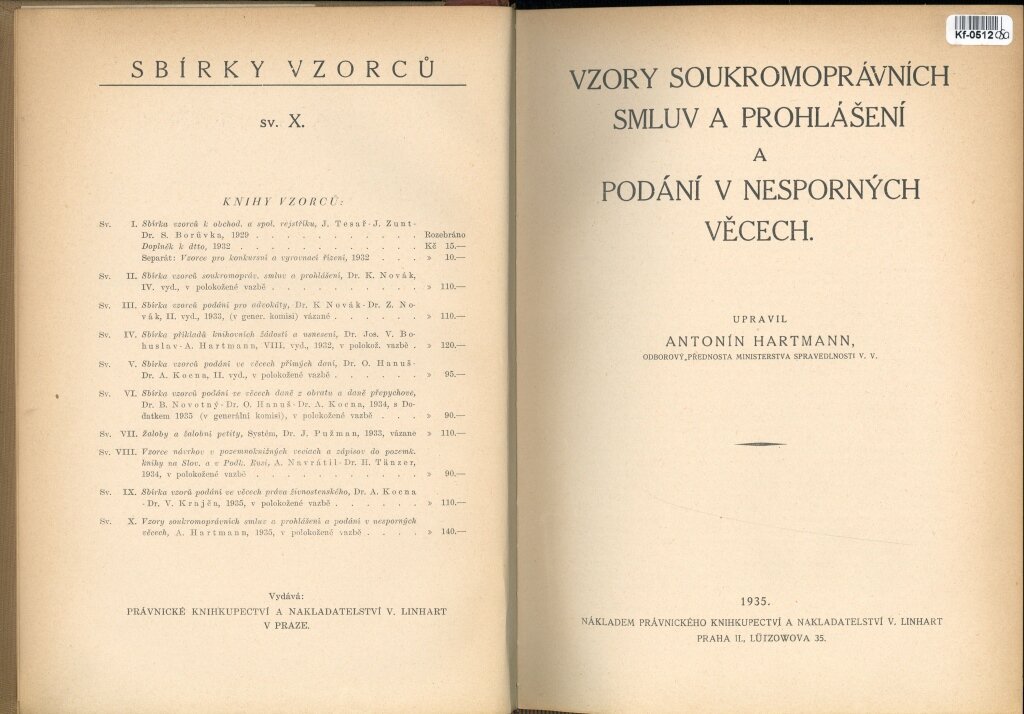 SBÍRKY VZORCŮ
sv. X.
KNIHY VZORCŮ:
Sv. I. Sbírka vzorců k obchod. a spol. rejstříku, J. Tesař-J. Zunt-
Dr. S. Borůvka, 1929 . . . . . . . . . . . Rozebráno
Doplněk k dtto, 1932 . . . . . . . . . . . Kč 15.—
Separát: Vzorce pro konkursní a vyrovnací řízení, 1932 . . . » 10.—
Sv. II. Sbírka vzorců soukromopráv. smluv a prohlášení, Dr. K. Novák,
IV. vyd., v polokožené vazbě . . . . . . . . . » 110.—
Sv. III. Sbírka vzorců podání pro advokáty, Dr. K Novák-Dr. Z. No-
vák, II. vyd., 1933, (v gener. komisi) vázané . . . . . . » 110.—
Sv. IV. Sbírka příkladů knihovních žádostí a usnesení, Dr. Jos. V. Bo-
huslav-A. Hartmann, VIII. vyd., 1932, v polokož. vazbě . » 120.—
Sv. V. Sbírka vzorců podání ve věcech přímých daní, Dr. O. Hanuš-
Dr. A. Kocna, II. vyd., v polokožené vazbě . . . . . . » 95.—
Sv. VI. Sbírka vzorců podání ve věcech daně z obratu a daně přepychové,
Dr. B. Novotný-Dr. O. Hanuš-Dr. A. Kocna, 1934, s Do-
datkem 1935 (v generální komisi), v polokožené vazbě . . . » 90.—
Sv. VII. Žaloby a žalobní petity, Systém, Dr. J. Pužman, 1933, vázané » 110.—
Sv. VIII. Vzorce návrhov v pozemnoknižných veciach a zápisov do pozemk.
knihy na Slov. a v Podk. Rusi, A. Navrátil-Dr. H. Tänzer,
1934, v polokožené vazbě . . . . . . . . . . . » 90.—
Sv. IX. Sbírka vzorů podání ve věcech práva živnostenského, Dr. A. Kocna
-Dr. V. Krajča, 1935, v polokožené vazbě . . . . . . » 110.—
Sv. X. Vzory soukromoprávních smluv a prohlášení a podání v nesporných
věcech, A. Hartmann, 1935, v polokožené vazbě . . . . » 140.—
Vydává:
PRÁVNICKÉ KNIHKUPECTVÍ A NAKLADATELSTVÍ V. LINHART
V PRAZE.
Kf-0512
VZORY SOUKROMOPRÁVNÍCH
SMLUV A PROHLÁŠENÍ
A
PODÁNÍ V NESPORNÝCH
VĚCECH.
UPRAVIL
ANTONÍN HARTMANN,
ODBOROVÝ PŘEDNOSTA MINISTERSTVA SPRAVEDLNOSTI V. V.
1935.
NÁKLADEM PRÁVNICKÉHO KNIHKUPECTVÍ A NAKLADATELSTVÍ V. LINHART
PRAHA II., LÜTZOWOVA 35.